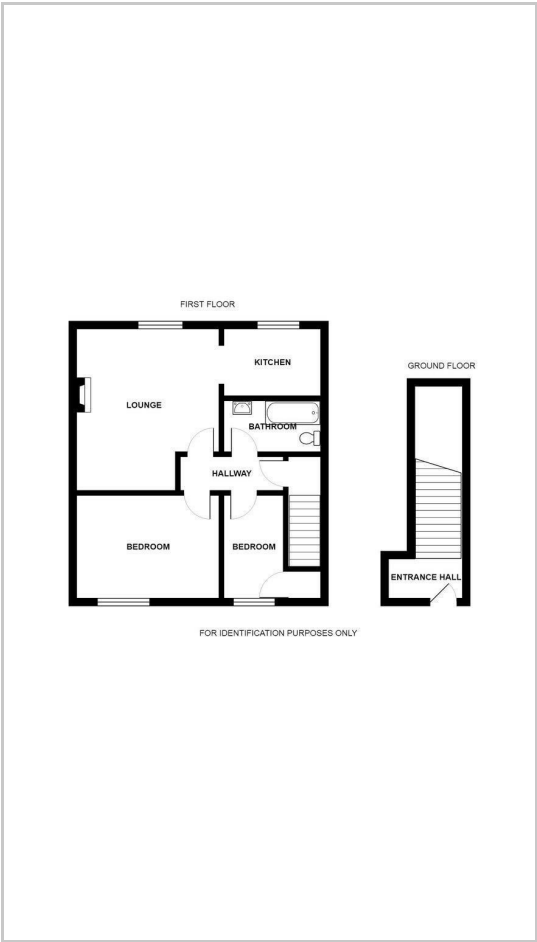 FIRST FLOOR
KITCHEN
GROUND FLOOR
LOUNGE
BATHROOM
HALLWAY
BEDROOM
BEDROOM
ENTRANCE HALL
FOR IDENTIFICATION PURPOSES ONLY